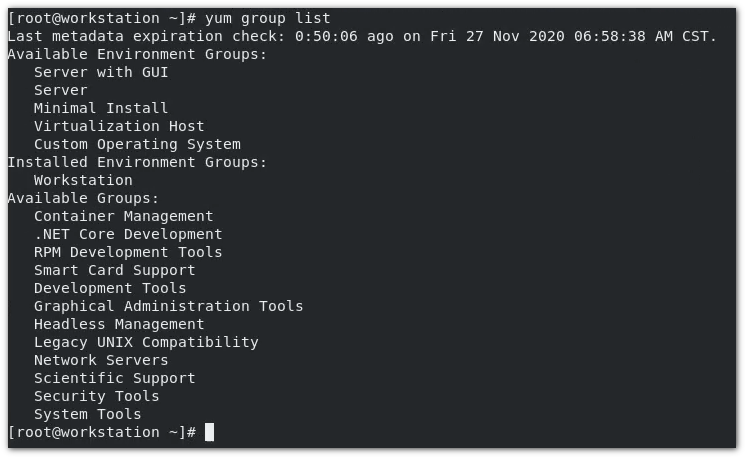 [root@workstation ~]# yum group list
Last metadata expiration check: 0:50:06 ago on Fri 27 Nov 2020 06:58:38 AM CST.
Available Environment Groups:
   Server with GUI
   Server
   Minimal Install
   Virtualization Host
   Custom Operating System
Installed Environment Groups:
   Workstation
Available Groups:
   Container Management
   .NET Core Development
   RPM Development Tools
   Smart Card Support
   Development Tools
   Graphical Administration Tools
   Headless Management
   Legacy UNIX Compatibility
   Network Servers
   Scientific Support
   Security Tools
   System Tools
[root@workstation ~]#